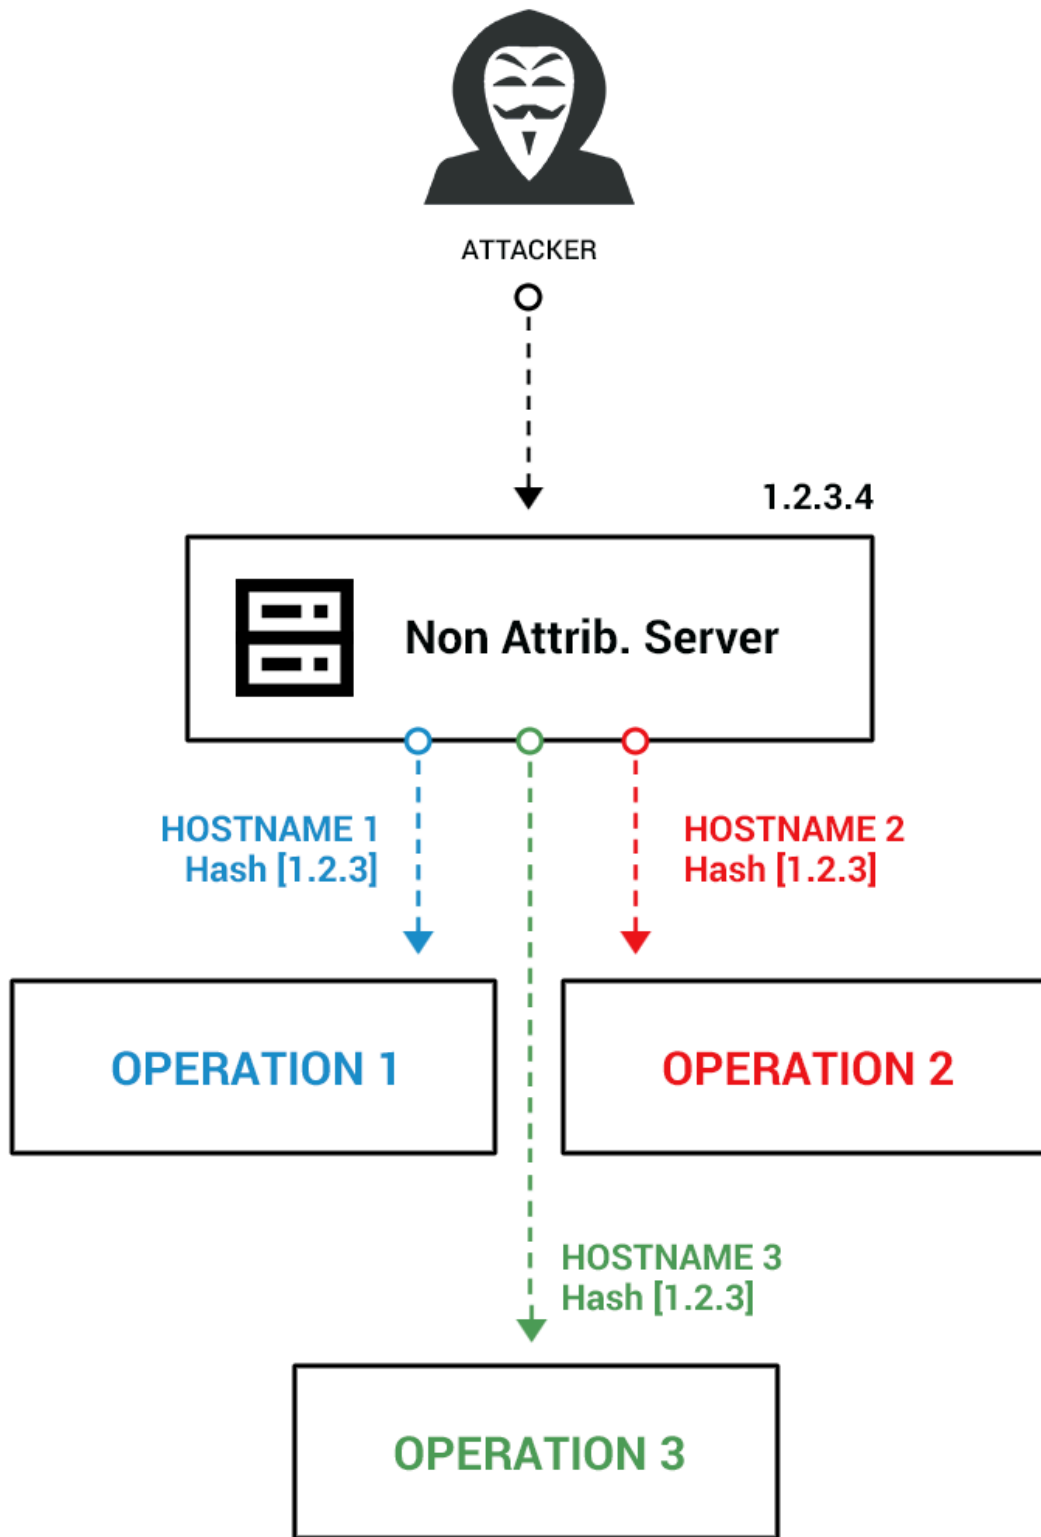 ATTACKER
1.2.3.4
Non Attrib. Server
HOSTNAME 1
Hash [1.2.3]
HOSTNAME 2
Hash [1.2.3]
OPERATION 1
OPERATION 2
HOSTNAME 3
Hash [1.2.3]
OPERATION 3